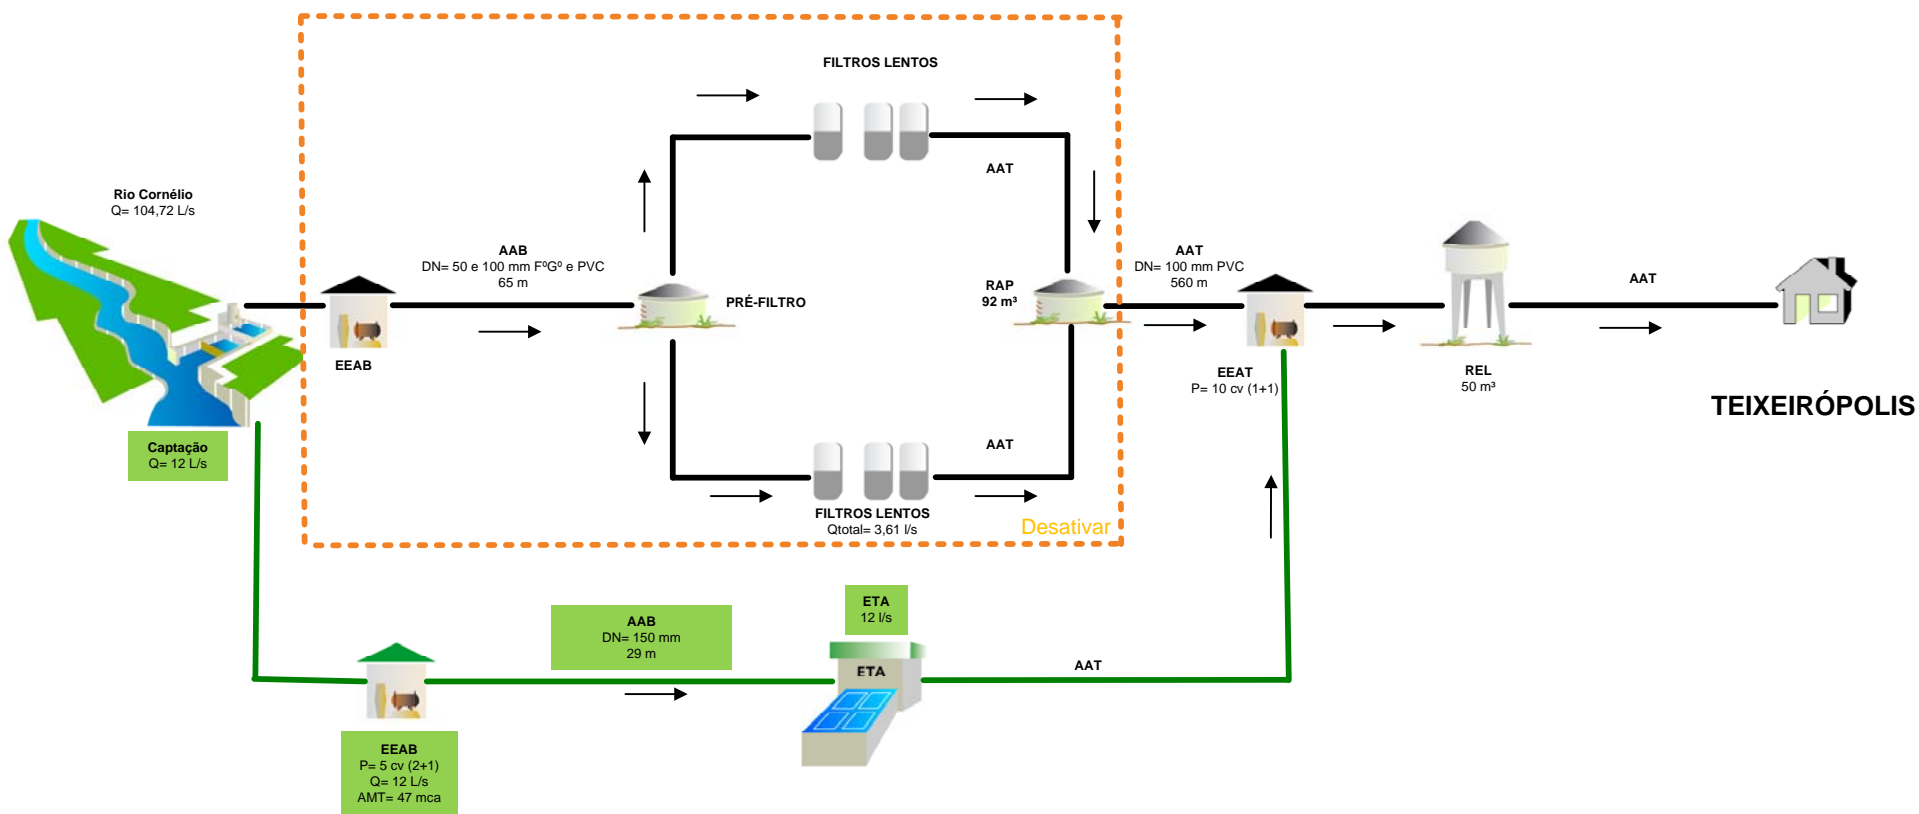 FILTROS LENTOS
AAT
Rio Cornélio
Q= 104,72 L/s
AAB
DN= 50 e 100 mm FºGº e PVC
65 m
EEAB
PRÉ-FILTRO
RAP
92 m³
AAT
DN= 100 mm PVC
560 m
AAT
EEAT
P= 10 cv (1+1)
REL
50 m³
TEIXEIRÓPOLIS
Captação
Q= 12 L/s
AAT
FILTROS LENTOS
Qtotal= 3,61 l/s
Desativar
AAB
DN= 150 mm
29 m
ETA
12 l/s
ETA
AAT
EEAB
P= 5 cv (2+1)
Q= 12 L/s
AMT= 47 mca